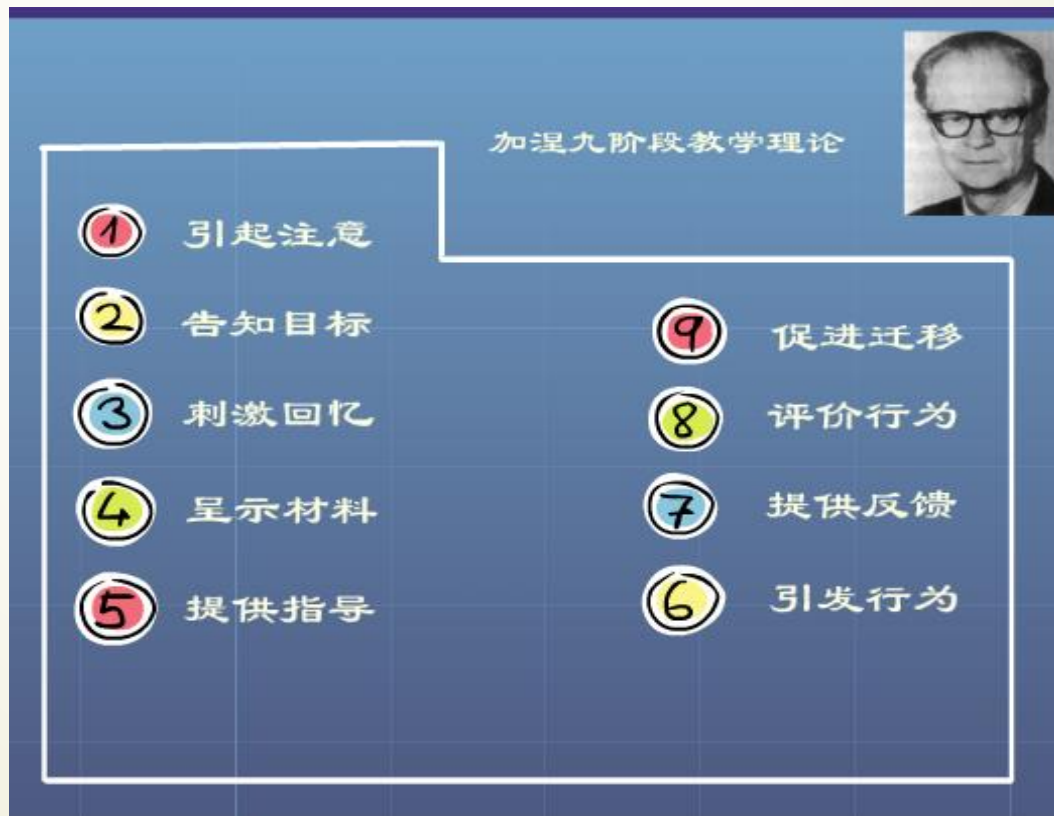 加涅九阶段教学理论
1 引起注意
2 告知目标
3 刺激回忆
4 呈示材料
5 提供指导
9 促进迁移
8 评价行为
7 提供反馈
6 引发行为